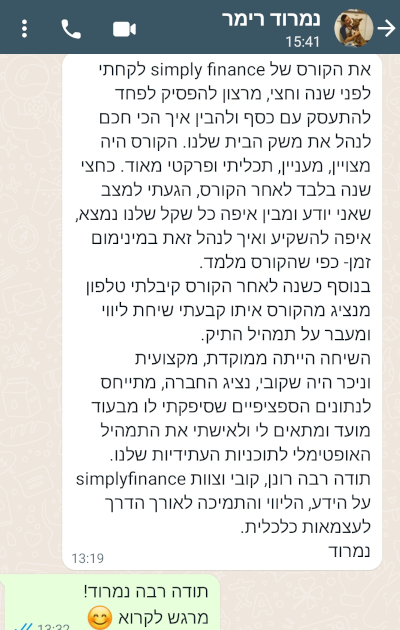 נמרוד רימר
15:41
את הקורס של simply finance לקחתי
לפני שנה וחצי, מרצון להפסיק לפחד
להתעסק עם כסף ולהבין איך הכי חכם
לנהל את משק הבית שלנו. הקורס היה
מצויין, מעניין, תכליתי ופרקטי מאוד. כחצי
שנה בלבד לאחר הקורס, הגעתי למצב
שאני יודע ומבין איפה כל שקל שלנו נמצא,
איפה להשקיע ואיך לנהל זאת במינימום
זמן- כפי שהקורס מלמד.
בנוסף כשנה לאחר הקורס קיבלתי טלפון
מנציג מהקורס איתו קבעתי שיחת ליווי
ומעבר על תמהיל התיק.
השיחה הייתה ממוקדת, מקצועית
וניכר היה שקובי, נציג החברה, מתייחס
לנתונים הספציפיים שסיפקתי לו מבעוד
מועד ומתאים לי ולאישתי את התמהיל
האופטימלי לתוכניות העתידיות שלנו.
תודה רבה רונן, קובי וצוות simplyfinance
על הידע, הליווי והתמיכה לאורך הדרך
לעצמאות כלכלית.
נמרוד
13:19
תודה רבה נמרוד!
מרגש לקרוא 😊
13:32